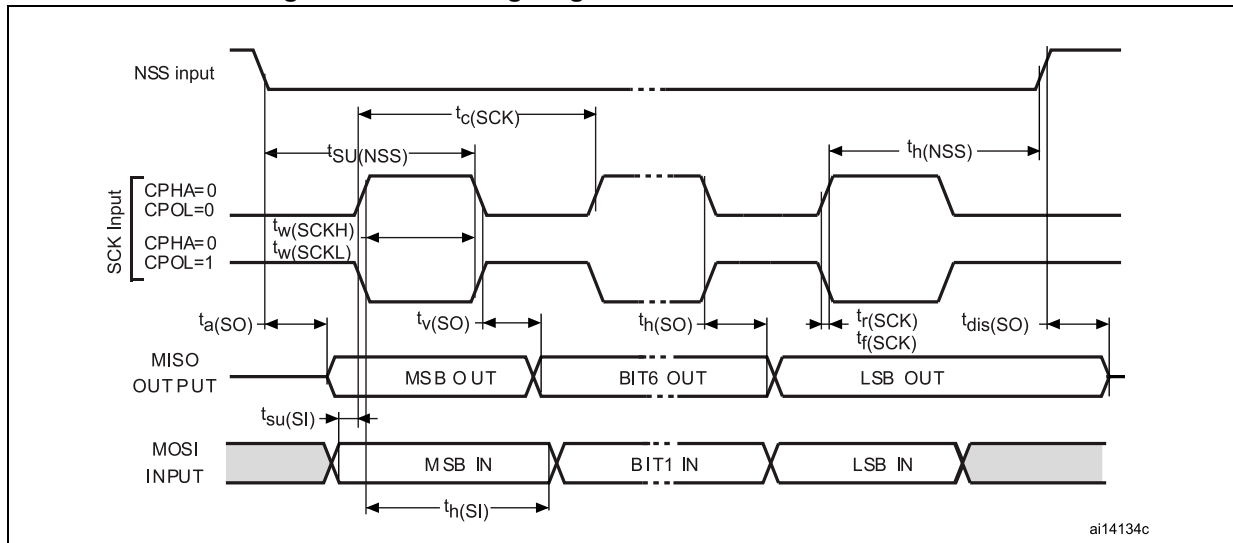 NSS input
tc(SCK)
tSU(NSS)
th(NSS)
SCK Input
CPHA=0
CPOL=0
tw(SCKH)
CPHA=0
tw(SCKL)
CPOL=1
ta(SO)
tv(SO)
th(SO)
tr(SCK)
tf(SCK)
tdis(SO)
MISO
OUTPUT
MSB OUT
BIT6 OUT
LSB OUT
tsu(SI)
MOSI
INPUT
MSB IN
BIT1 IN
LSB IN
th(SI)
ai14134c